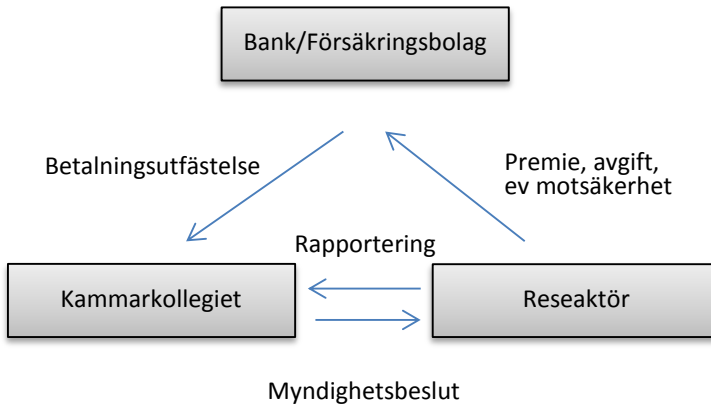 Bank/Försäkringsbolag
Betalningsutfästelse
Premie, avgift,
ev motsäkerhet
Rapportering
Kammarkollegiet
Reseaktör
Myndighetsbeslut